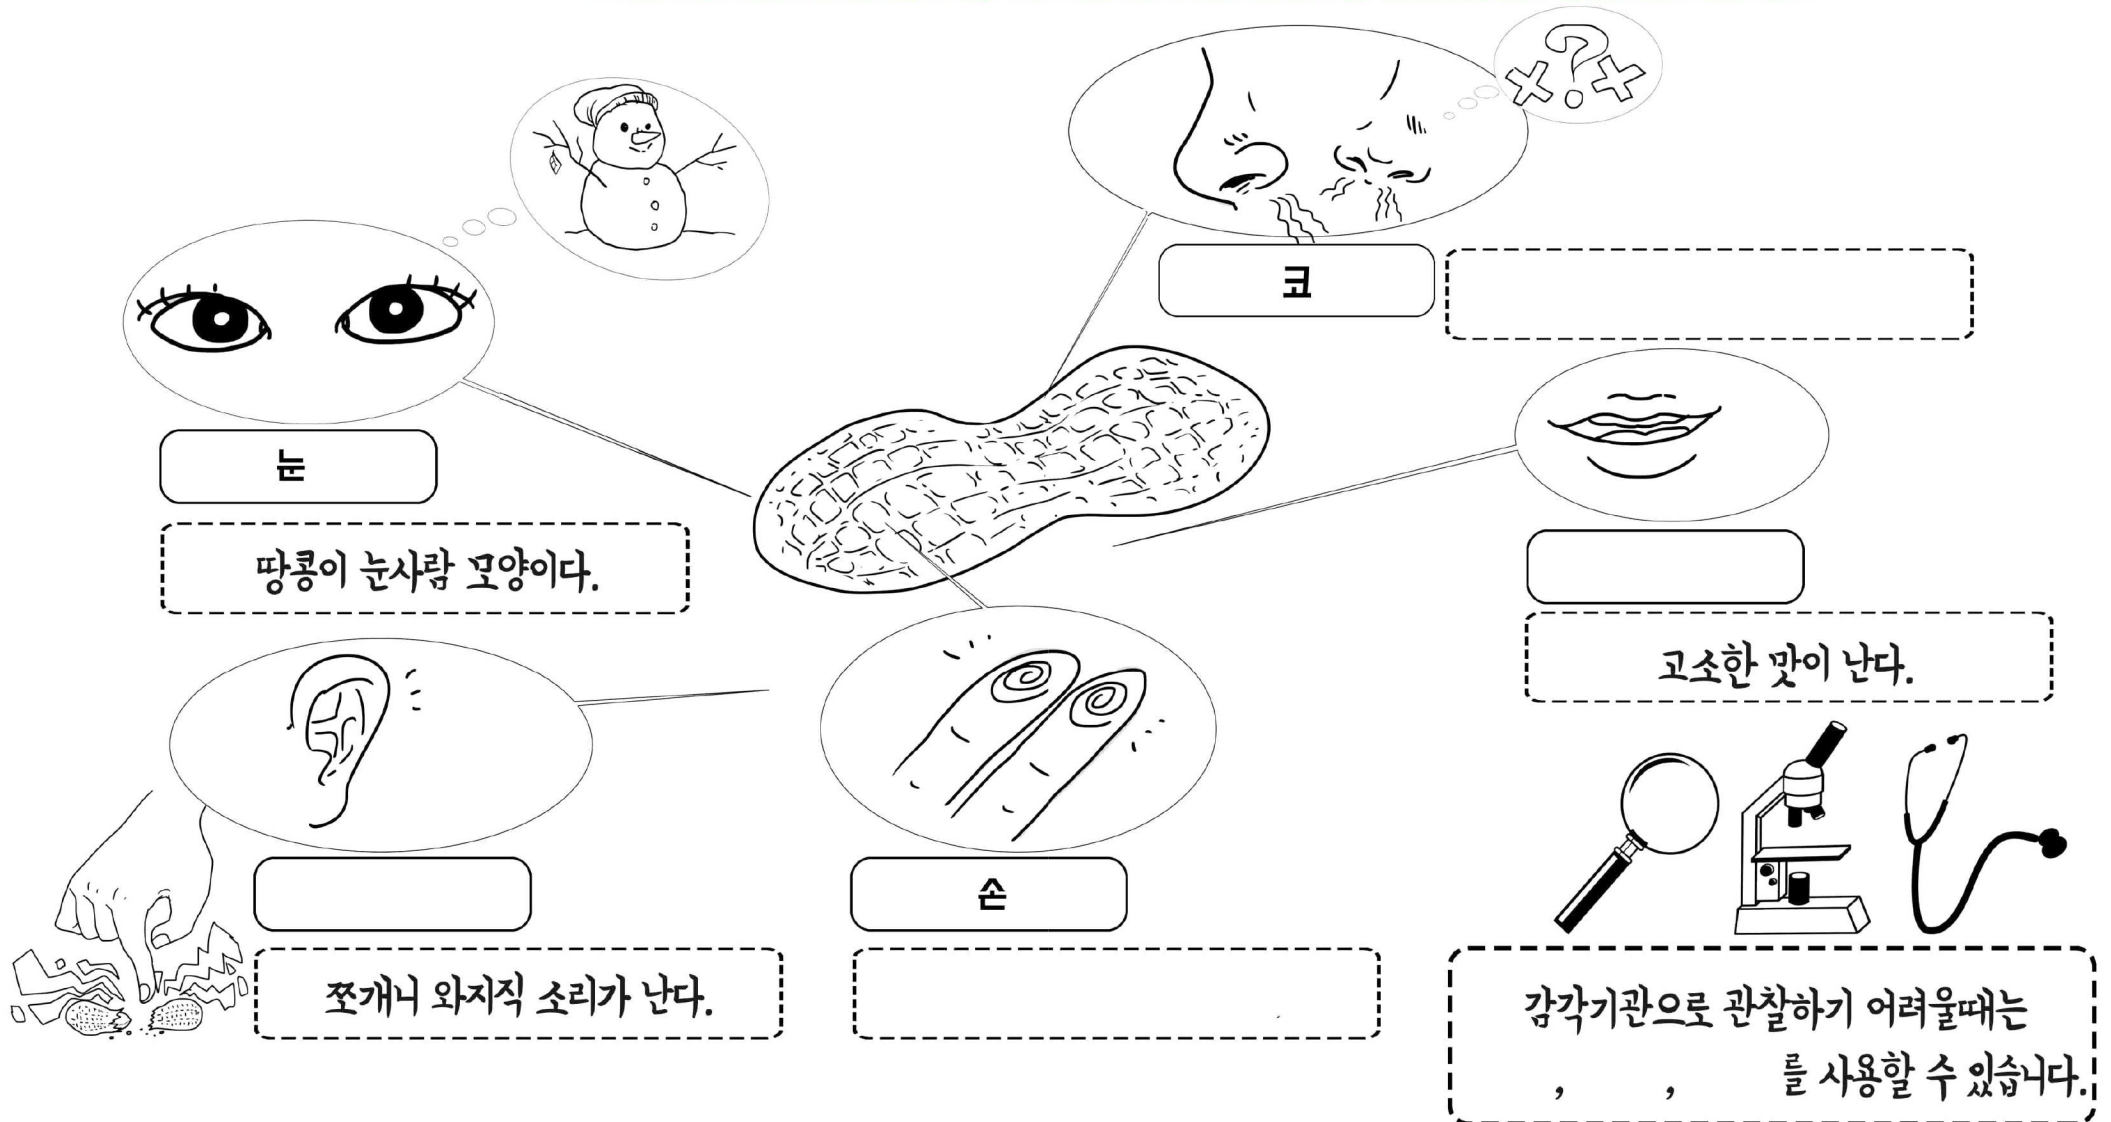 코
눈
땅콩이 눈사람 모양이다.
고소한 맛이 난다.
손
쪼개니 와지직 소리가 난다.
감각기관으로 관찰하기 어려울때는
, , 를 사용할 수 있습니다.